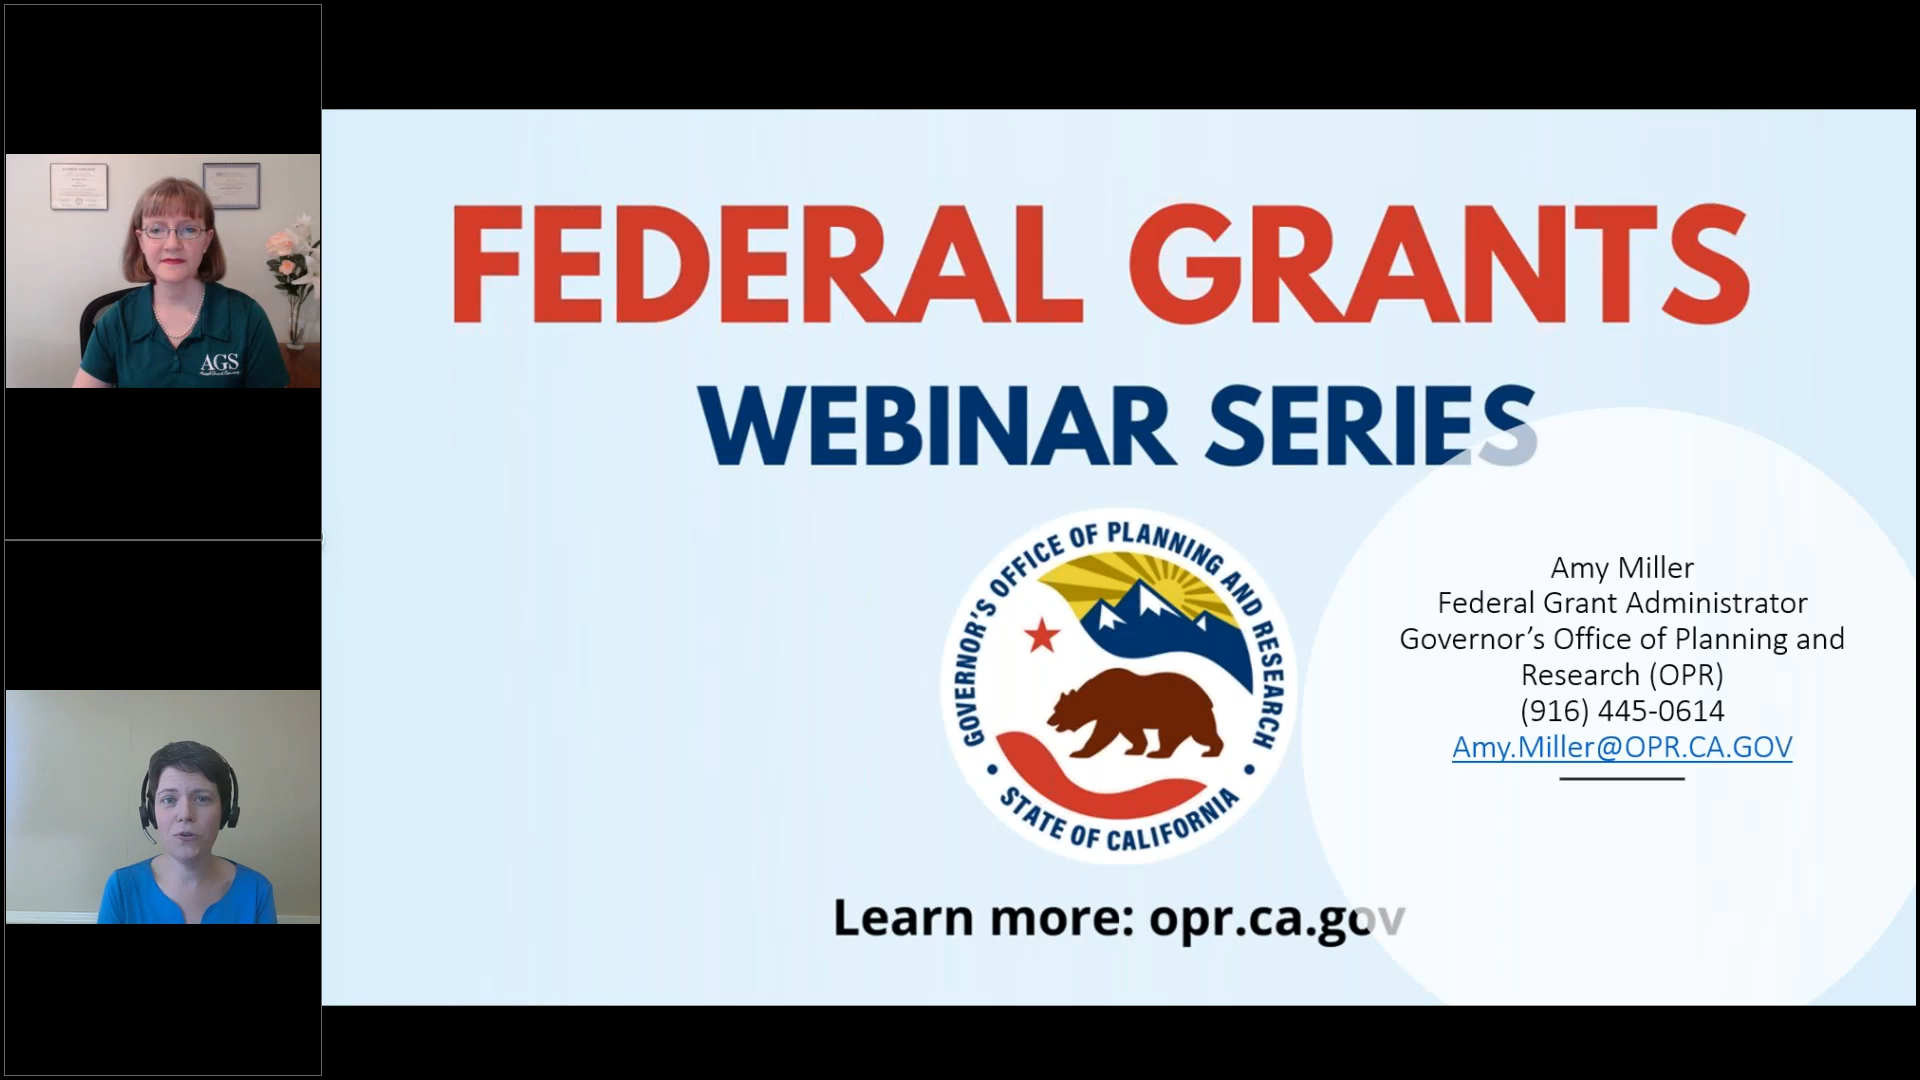 FEDERAL GRANTS
WEBINAR SERIES
GOVERNOR'S OFFICE OF PLANNING AND RESEARCH
• STATE OF CALIFORNIA •
Learn more: opr.ca.gov
Amy Miller
Federal Grant Administrator
Governor’s Office of Planning and
Research (OPR)
(916) 445-0614
Amy.Miller@OPR.CA.GOV
AGS